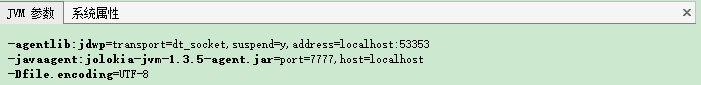 JVM 参数 系统属性
-agentlib:jdwp=transport=dt_socket,suspend=y,address=localhost:53353
-javaagent:jolokia-jvm-1.3.5-agent.jar=port=7777,host=localhost
-Dfile.encoding=UTF-8